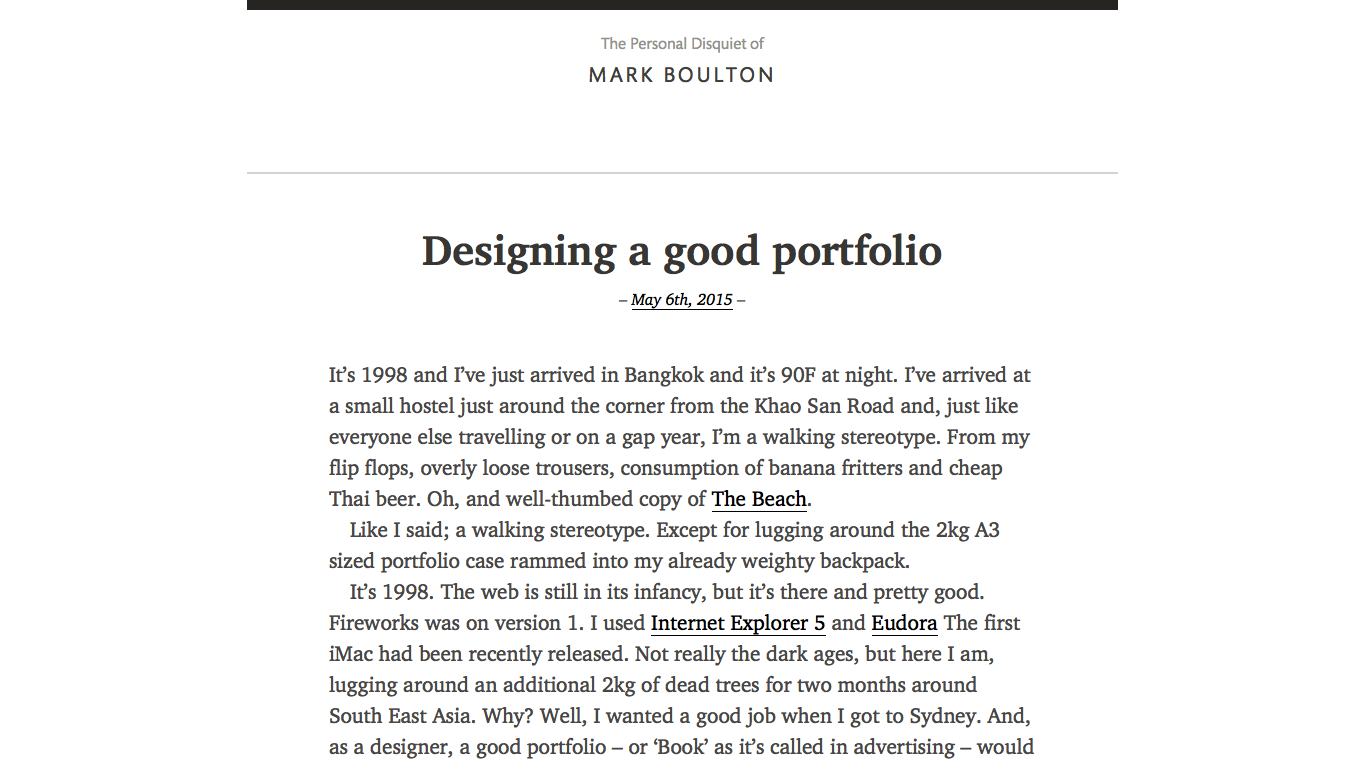 The Personal Disquiet of
MARK BOULTON
Designing a good portfolio
– May 6th, 2015 –
It’s 1998 and I’ve just arrived in Bangkok and it’s 90F at night. I’ve arrived at
a small hostel just around the corner from the Khao San Road and, just like
everyone else travelling or on a gap year, I’m a walking stereotype. From my
flip flops, overly loose trousers, consumption of banana fritters and cheap
Thai beer. Oh, and well-thumbed copy of The Beach.
Like I said; a walking stereotype. Except for lugging around the 2kg A3
sized portfolio case rammed into my already weighty backpack.
It’s 1998. The web is still in its infancy, but it’s there and pretty good.
Fireworks was on version 1. I used Internet Explorer 5 and Eudora The first
iMac had been recently released. Not really the dark ages, but here I am,
lugging around an additional 2kg of dead trees for two months around
South East Asia. Why? Well, I wanted a good job when I got to Sydney. And,
as a designer, a good portfolio – or ‘Book’ as it’s called in advertising – would